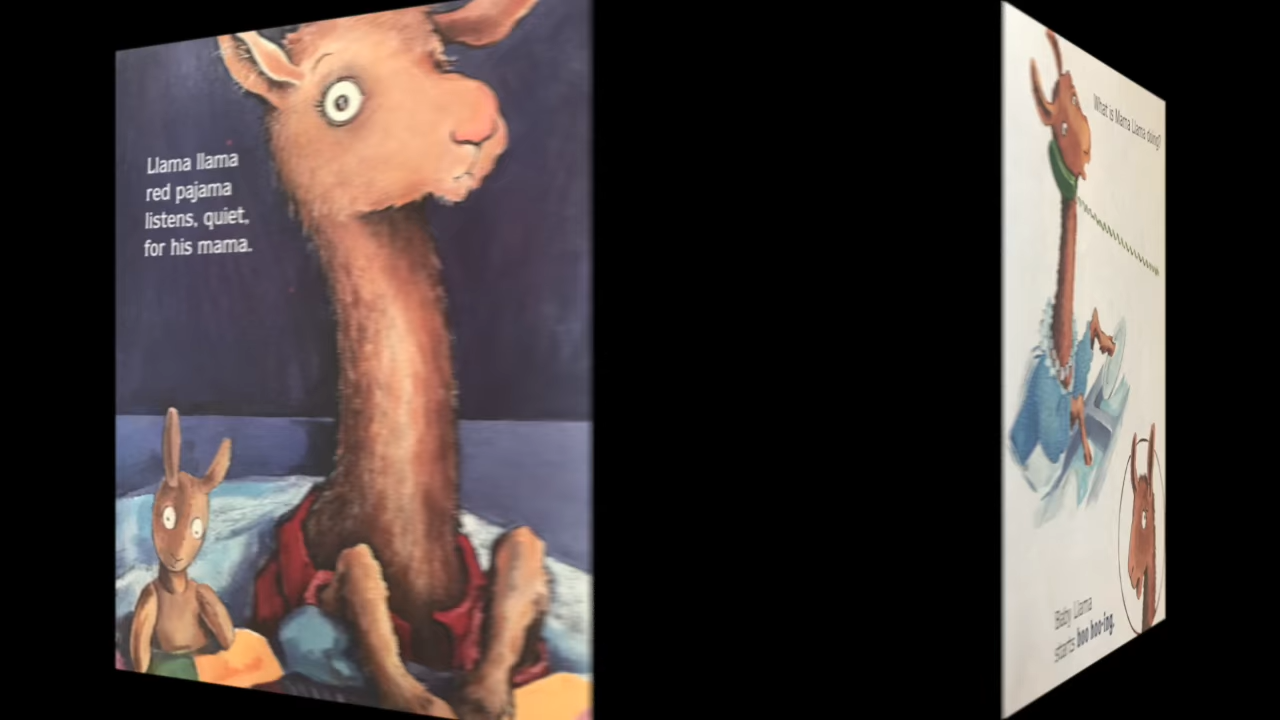 Llama llama
red pajama
listens, quiet,
for his mama.
What is Mama Llama doing?
Baby Llama
starts boo hoo-ing.